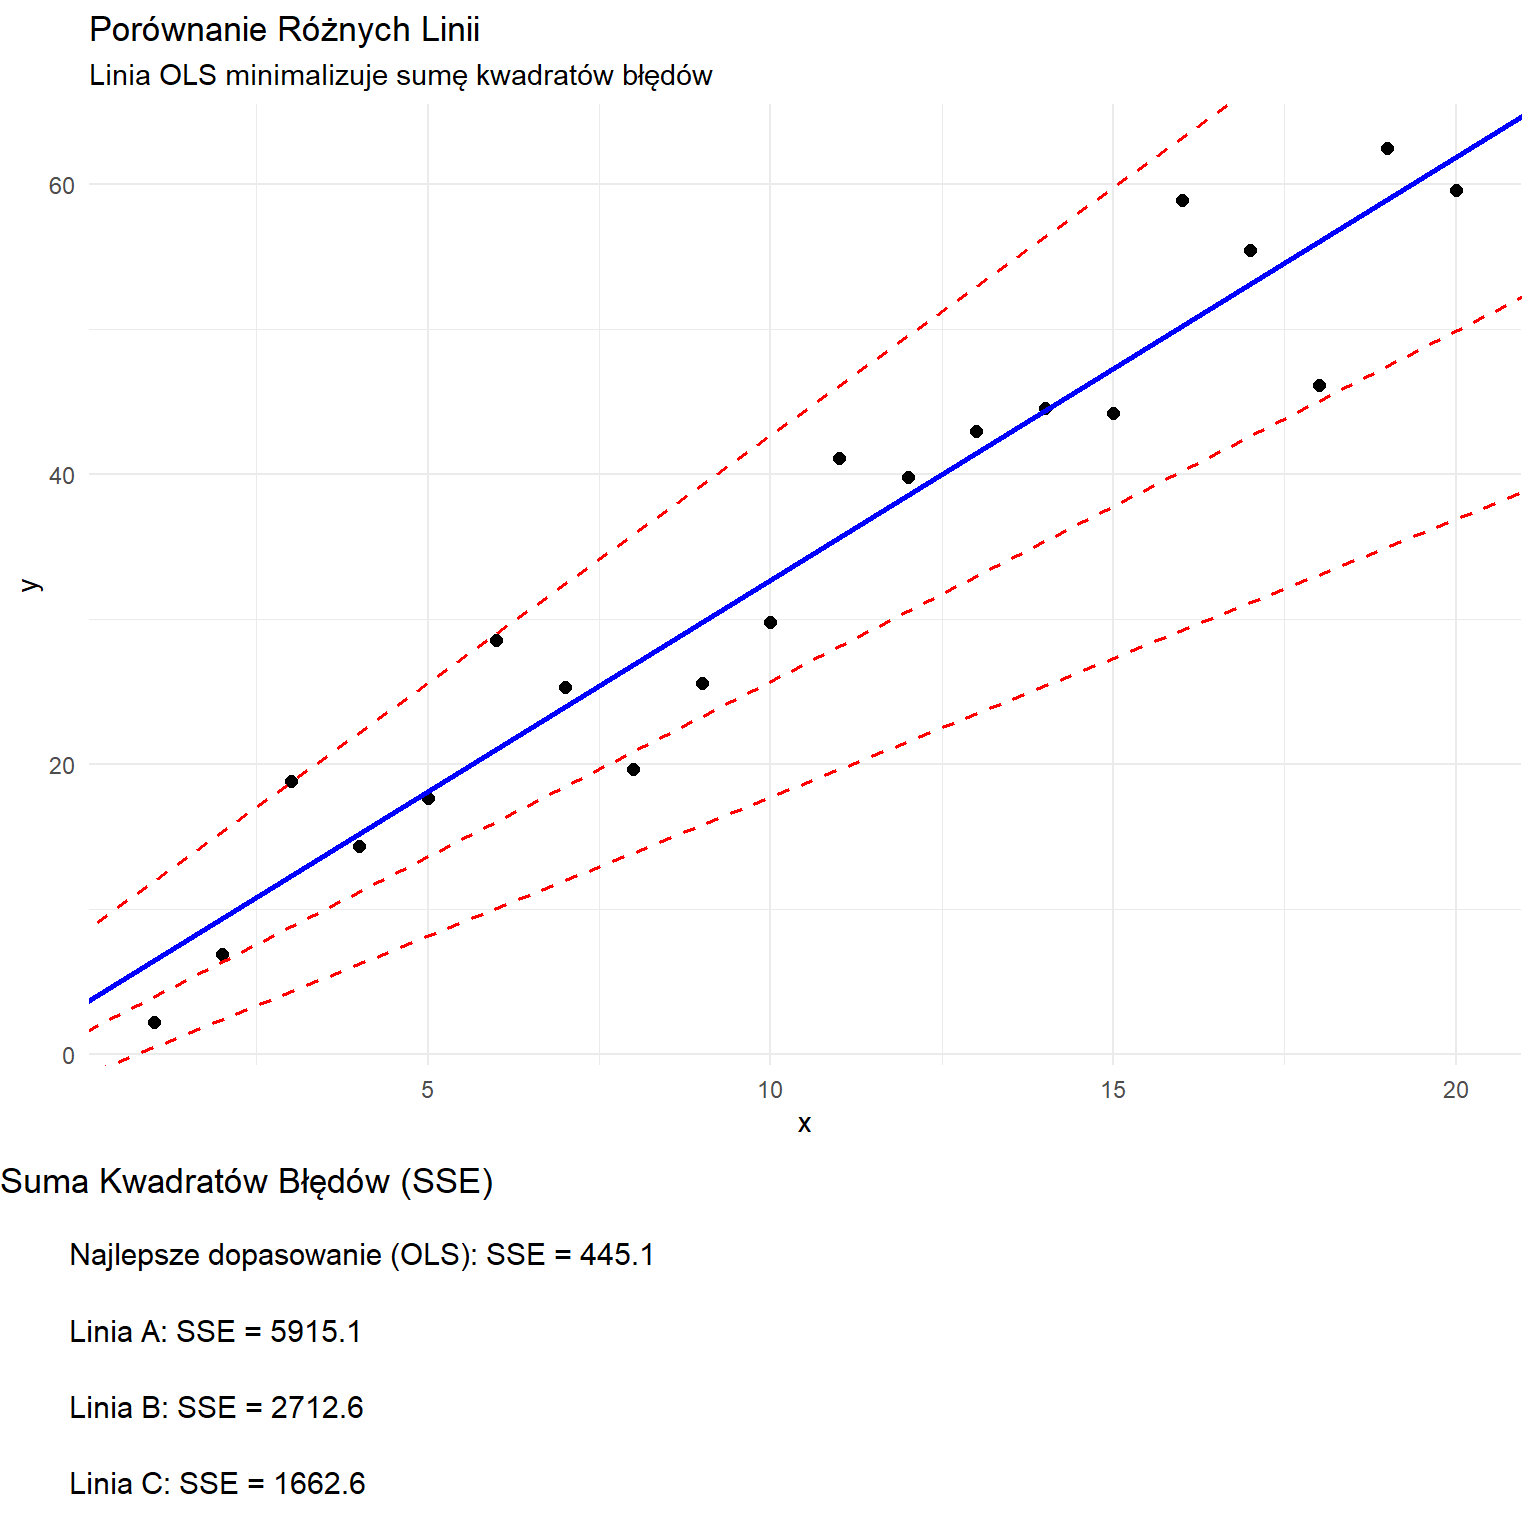 Porównanie Różnych Linii
Linia OLS minimalizuje sumę kwadratów błędów
60
40
20
0
y
5 10 15 20
x
Suma Kwadratów Błędów (SSE)
Najlepsze dopasowanie (OLS): SSE = 445.1
Linia A: SSE = 5915.1
Linia B: SSE = 2712.6
Linia C: SSE = 1662.6